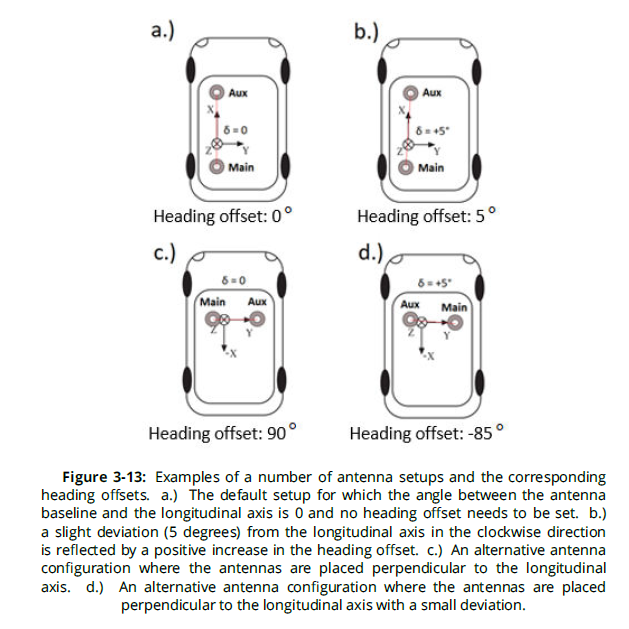 a.)
Aux
X
δ = 0
Z
Y
Main
Heading offset: 0°
b.)
Aux
X
δ = +5°
Z
Y
Main
Heading offset: 5°
c.)
δ = 0
Main Aux
Z
Y
-X
Heading offset: 90°
d.)
δ = +5°
Aux Main
Z
Y
-X
Heading offset: -85°
Figure 3-13: Examples of a number of antenna setups and the corresponding
heading offsets. a.) The default setup for which the angle between the antenna
baseline and the longitudinal axis is 0 and no heading offset needs to be set. b.)
a slight deviation (5 degrees) from the longitudinal axis in the clockwise direction
is reflected by a positive increase in the heading offset. c.) An alternative antenna
configuration where the antennas are placed perpendicular to the longitudinal
axis. d.) An alternative antenna configuration where the antennas are placed
perpendicular to the longitudinal axis with a small deviation.